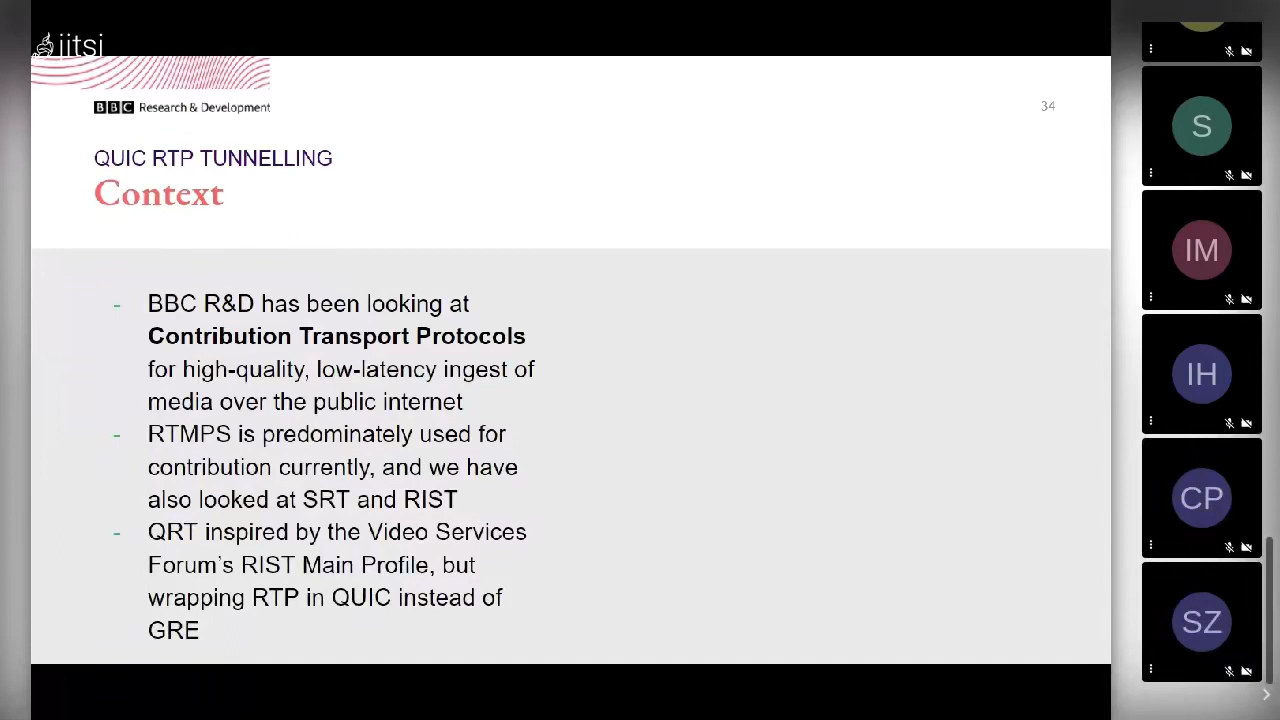 jitsi
BBC Research & Development
34
QUIC RTP TUNNELLING
Context
- BBC R&D has been looking at
Contribution Transport Protocols
for high-quality, low-latency ingest of
media over the public internet
- RTMPS is predominately used for
contribution currently, and we have
also looked at SRT and RIST
- QRT inspired by the Video Services
Forum’s RIST Main Profile, but
wrapping RTP in QUIC instead of
GRE
S
IM
IH
CP
SZ